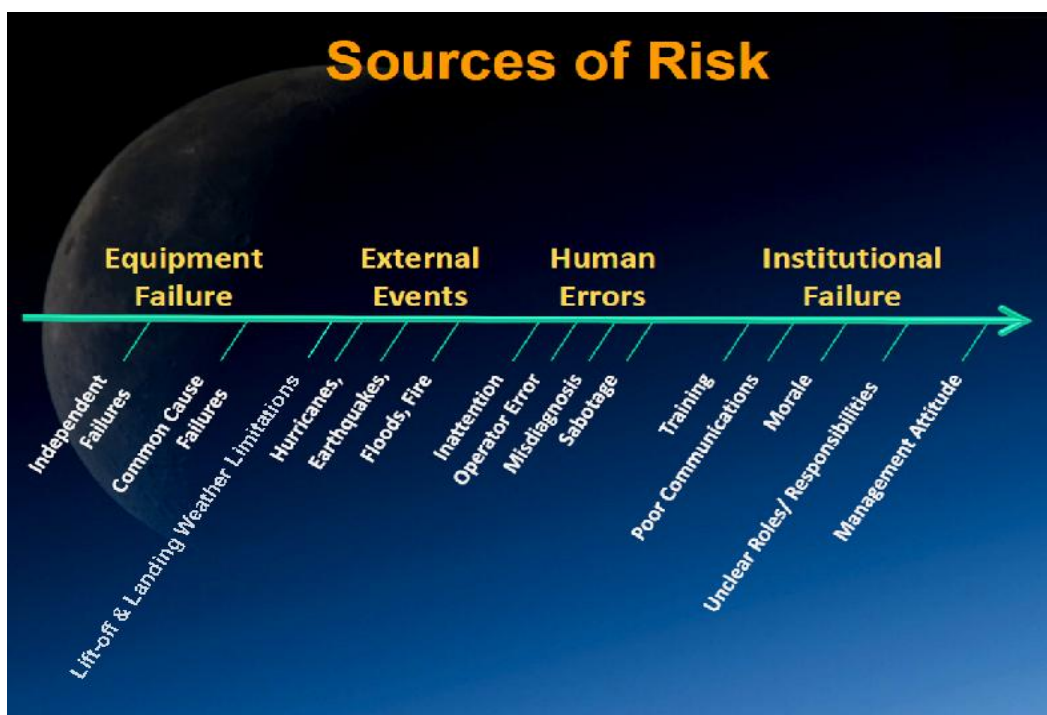 Sources of Risk
Equipment
Failure
External
Events
Human
Errors
Institutional
Failure
Independent
Failures
Common Cause
Failures
Lift-off & Landing Weather Limitations
Hurricanes,
Earthquakes,
Floods, Fire
Inattention
Operator Error
Misdiagnosis
Sabotage
Training
Poor Communications
Morale
Unclear Roles/ Responsibilities
Management Attitude